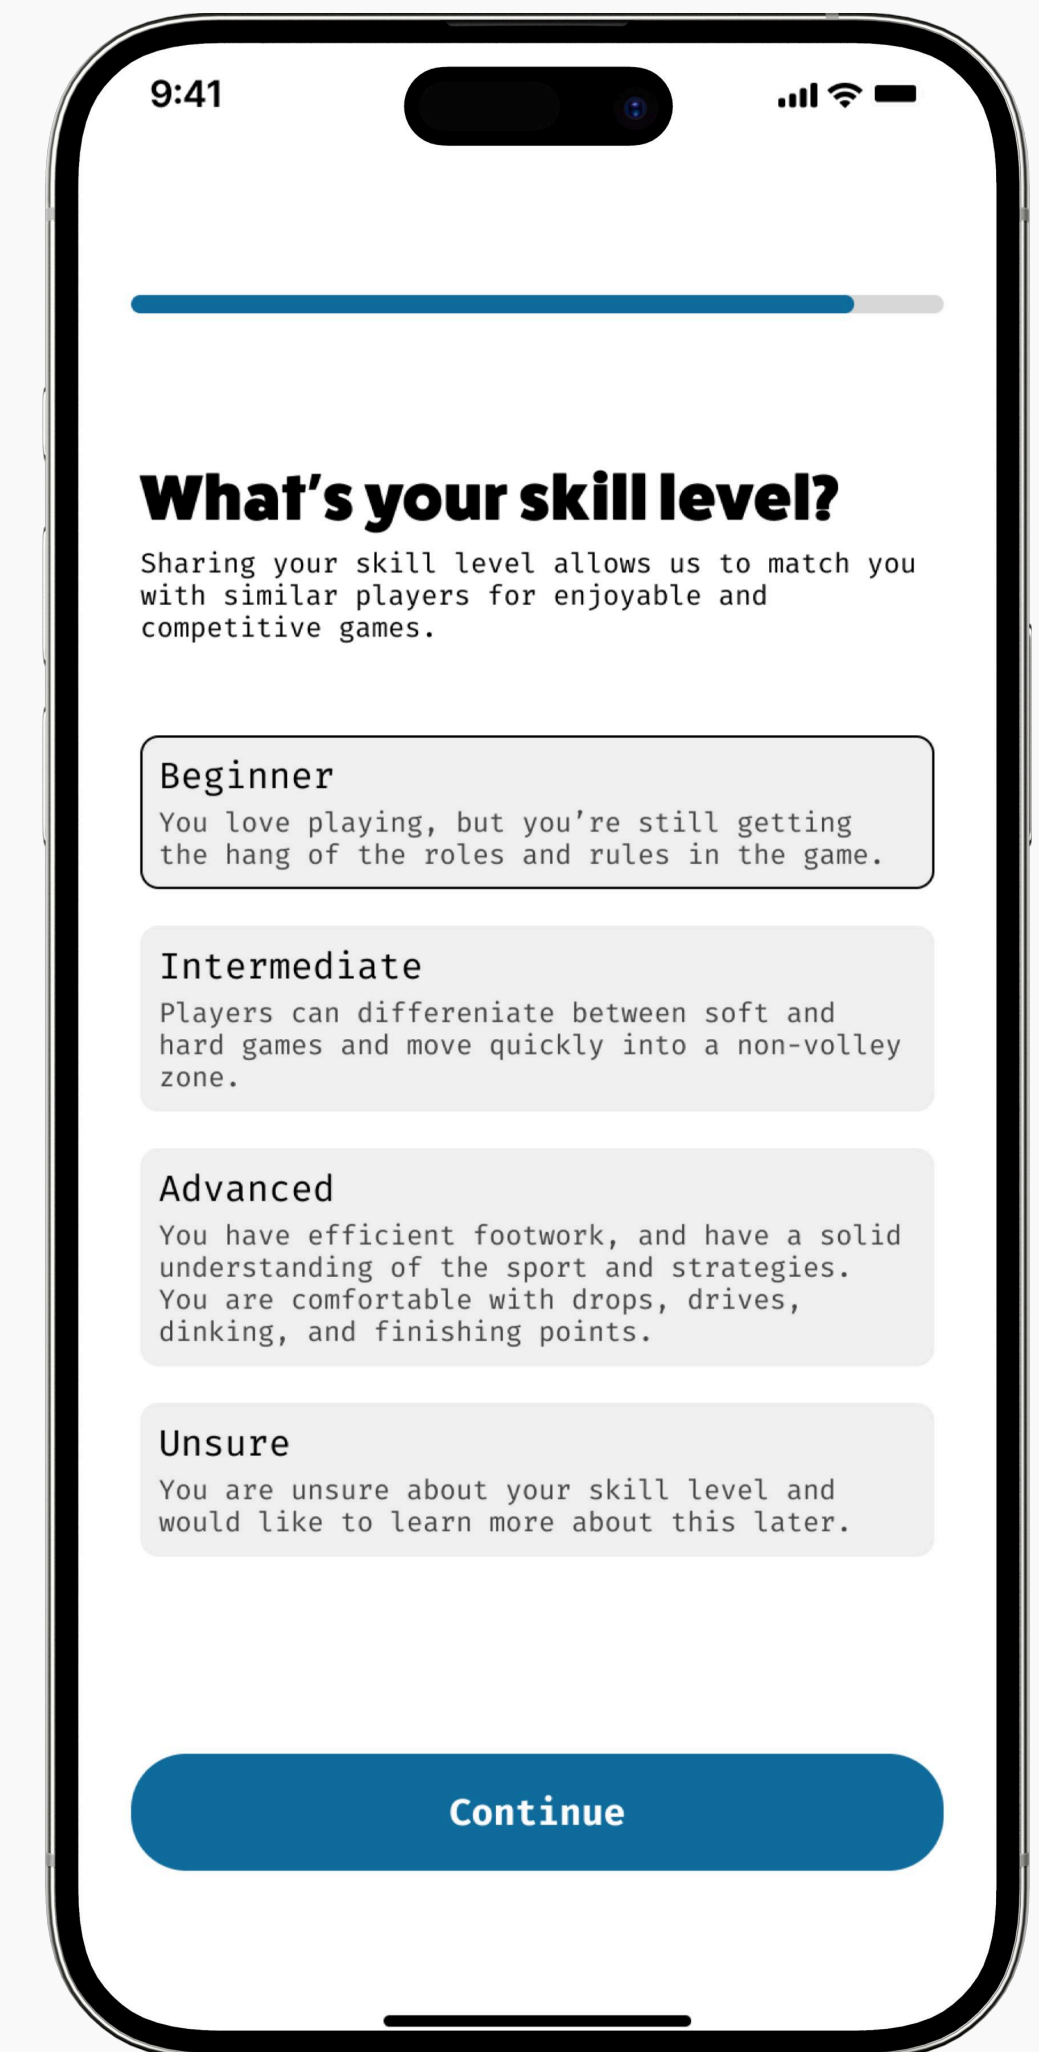 9:41
What's your skill level?
Sharing your skill level allows us to match you
with similar players for enjoyable and
competitive games.
Beginner
You love playing, but you're still getting
the hang of the roles and rules in the game.
Intermediate
Players can differeniate between soft and
hard games and move quickly into a non-volley
zone.
Advanced
You have efficient footwork, and have a solid
understanding of the sport and strategies.
You are comfortable with drops, drives,
dinking, and finishing points.
Unsure
You are unsure about your skill level and
would like to learn more about this later.
Continue